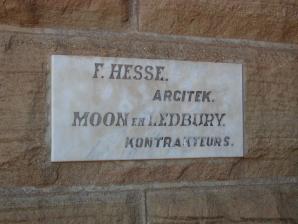 F. HESSE.
ARGITEK.
MOON EN LEDBURY.
KONTRAKTEURS.